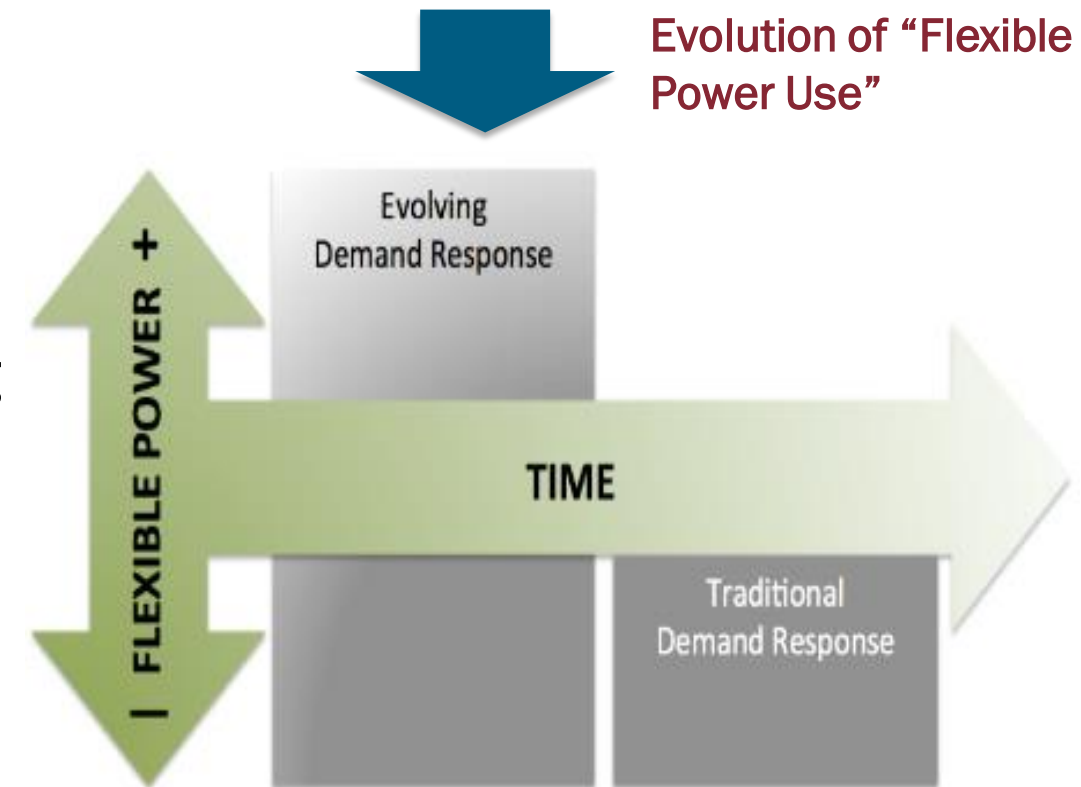 Evolution of “Flexible
Power Use”
Evolving
Demand Response
— FLEXIBLE POWER +
TIME
Traditional
Demand Response